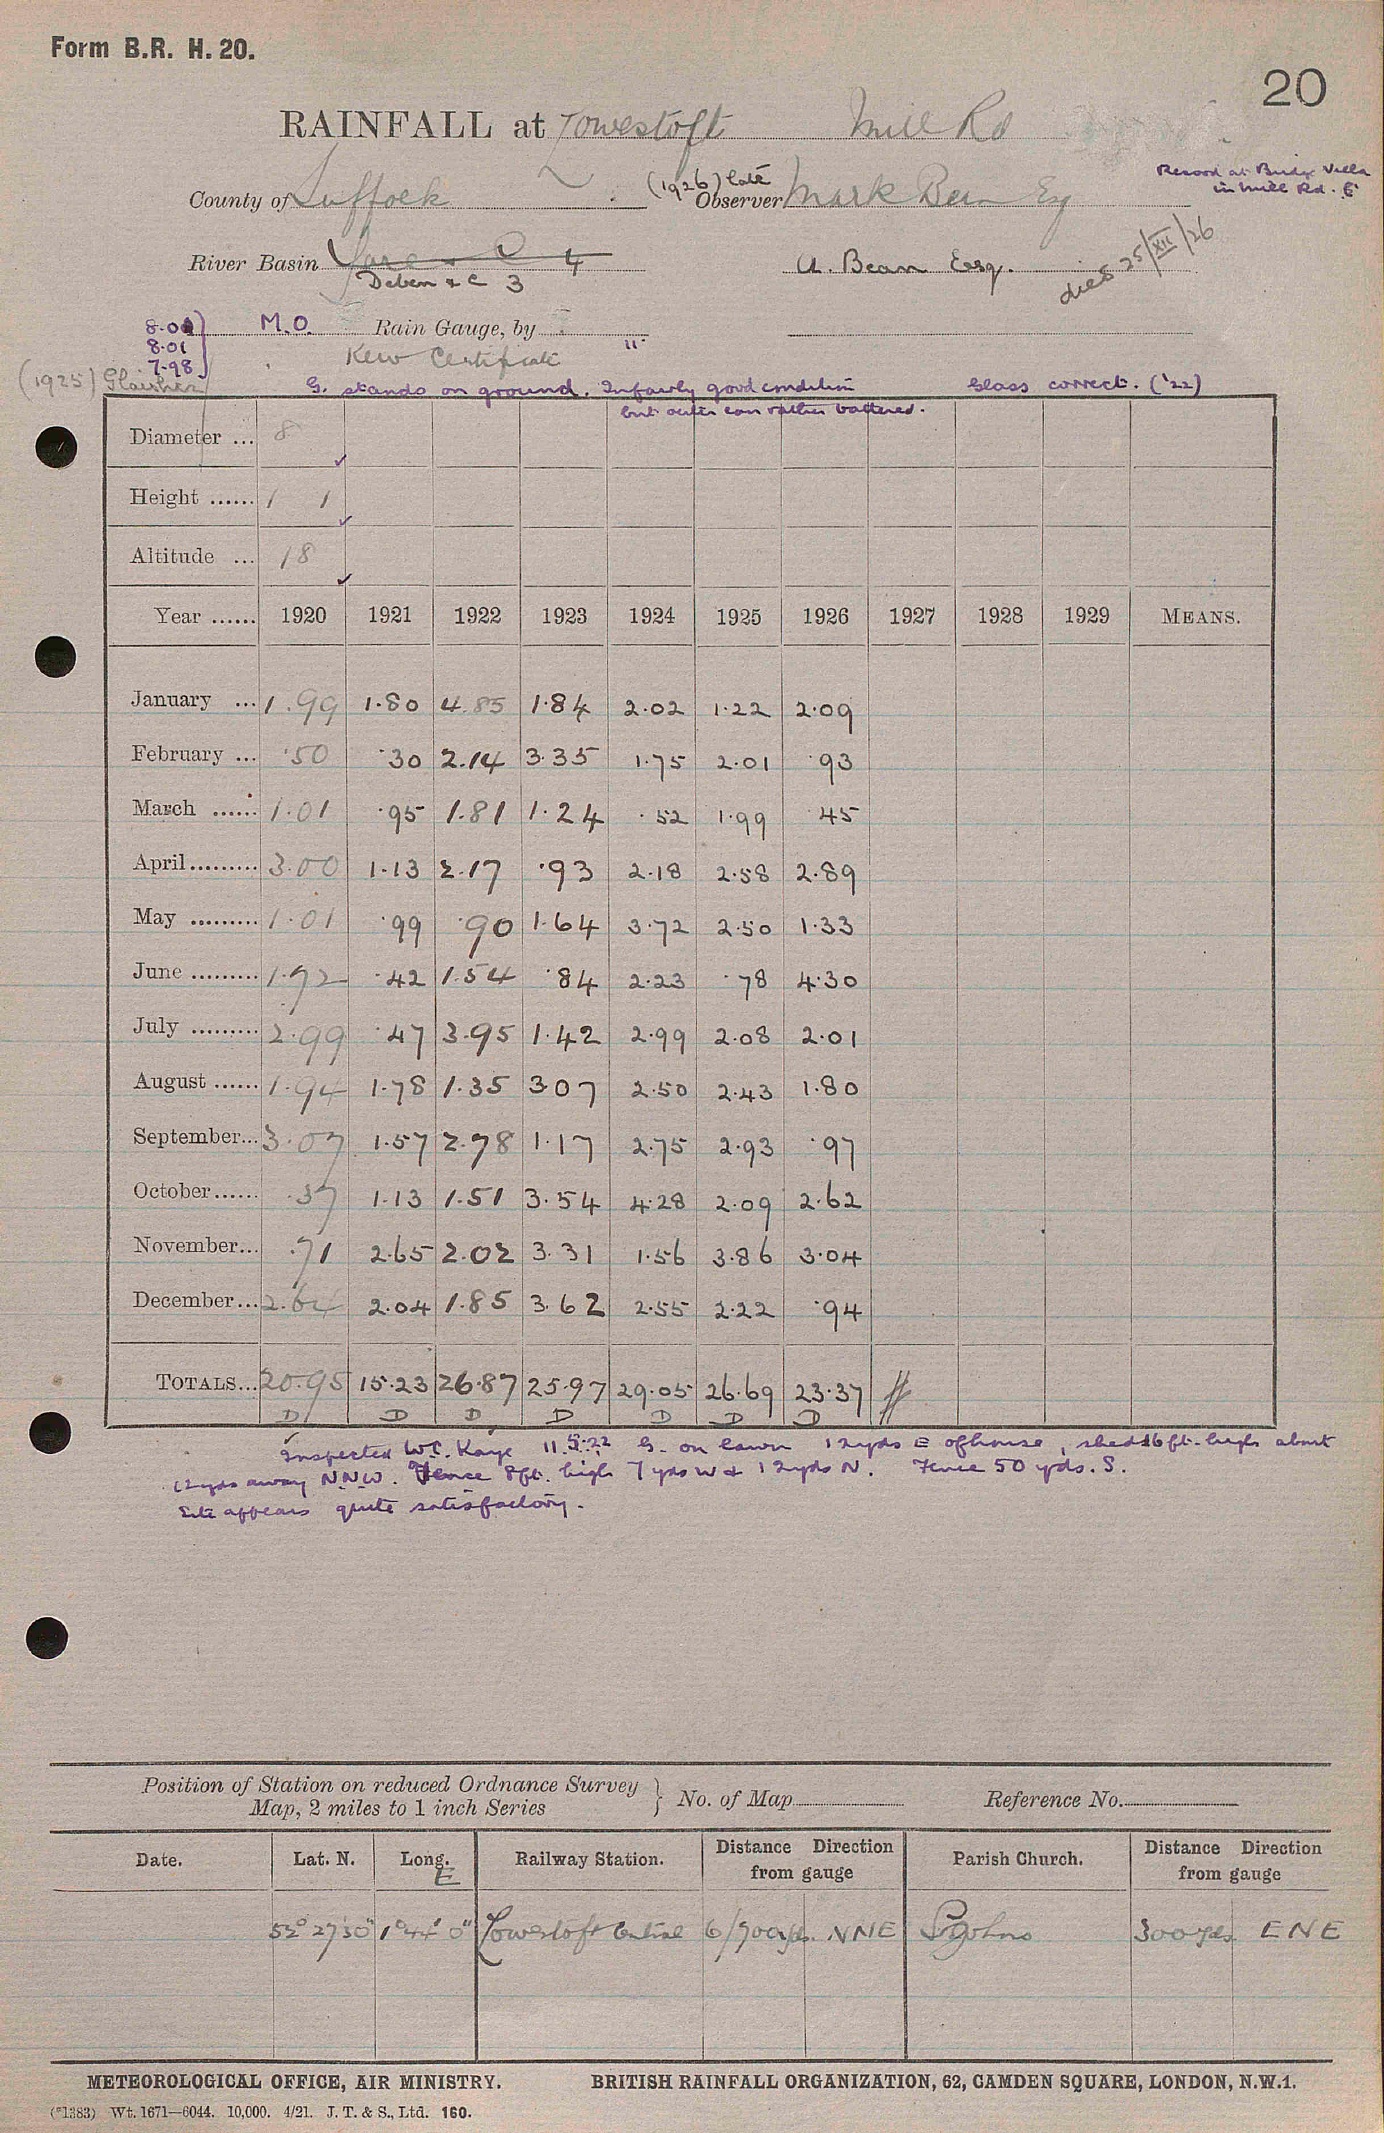 Form B.R. H. 20.
20
RAINFALL at Lowestoft Mill Rd
Record at Bridge Villa
in Mill Rd.
County of Suffolk (1926) late Observer Mark Bean Esq
River Basin Yare & C 4 A. Bean Esq. died 25/XII/26
Deben & C 3
8.00 M.O. Rain Gauge, by
8.01
7.98 Kew Certificate
(1925) Glaisher G. stands on ground. In fairly good condition Glass correct. ('22)
but outer can rather battered.
Diameter ... 8
Height ...... 1 1
Altitude ... 18
Year ...... 1920 1921 1922 1923 1924 1925 1926 1927 1928 1929 MEANS.
January ... 1.99 1.80 4.85 1.84 2.02 1.22 2.09
February ... .50 .30 2.14 3.35 1.75 2.01 .93
March ...... 1.01 .95 1.81 1.24 .52 1.99 .45
April ......... 3.00 1.13 2.17 .93 2.18 2.58 2.89
May ......... 1.01 .99 .90 1.64 3.72 2.50 1.33
June ......... 1.72 .42 1.54 .84 2.23 .78 4.30
July ......... 2.99 .47 3.95 1.42 2.99 2.08 2.01
August ...... 1.94 1.78 1.35 3 07 2.50 2.43 1.80
September... 3.07 1.57 2.78 1.17 2.75 2.93 .97
October...... .37 1.13 1.51 3.54 4.28 2.09 2.62
November... .71 2.65 2.02 3.31 1.56 3.86 3.04
December... 2.64 2.04 1.85 3.62 2.55 2.22 .94
TOTALS... 20.95 15.23 26.87 25.97 29.05 26.69 23.37
D D D D D D D
Inspected W.C. Kaye 11.5.22 G. on lawn 12yds E of house, shed 16ft. high about
12yds away N.N.W. Fence 8ft. high 7 yds W & 12yds N. Fence 50 yds. S.
Site appears quite satisfactory.
Position of Station on reduced Ordnance Survey
Map, 2 miles to 1 inch Series } No. of Map Reference No.
Date. Lat. N. Long. E Railway Station. Distance Direction from gauge Parish Church. Distance Direction from gauge
52° 27' 30" 1° 44' 0" Lowestoft Central 6/700 yds. NNE St Johns 300 yds. ENE
METEOROLOGICAL OFFICE, AIR MINISTRY. BRITISH RAINFALL ORGANIZATION, 62, CAMDEN SQUARE, LONDON, N.W.1.
(*1383) Wt. 1671—6044. 10,000. 4/21. J. T. & S., Ltd. 160.